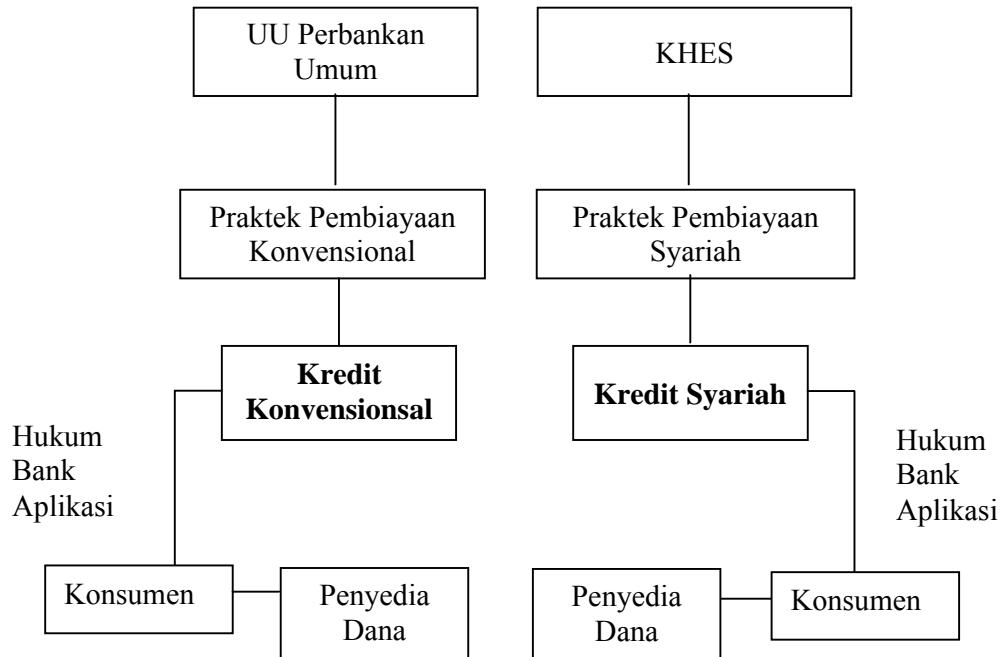 UU Perbankan
Umum
KHES
Praktek Pembiayaan
Konvensional
Praktek Pembiayaan
Syariah
Kredit
Konvensionsal
Kredit Syariah
Hukum
Bank
Aplikasi
Hukum
Bank
Aplikasi
Konsumen
Penyedia
Dana
Penyedia
Dana
Konsumen